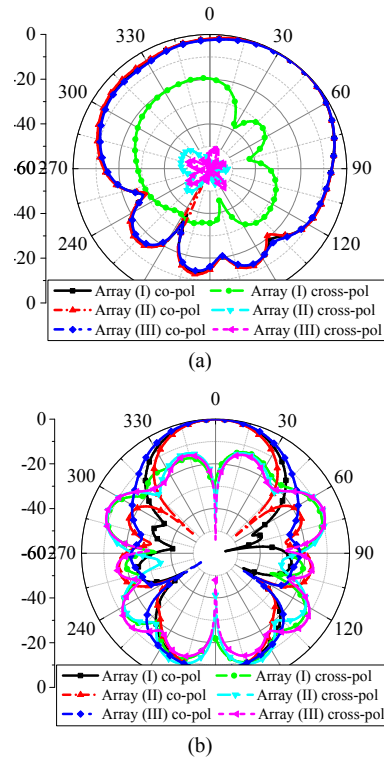 0
0
330
30
-20
300
60
-40
-60
270
90
-40
240
120
-20
0
Array (I) co-pol
Array (I) cross-pol
Array (II) co-pol
Array (II) cross-pol
Array (III) co-pol
Array (III) cross-pol
(a)
0
0
330
30
-20
300
60
-40
-60
270
90
-40
240
120
-20
0
Array (I) co-pol
Array (I) cross-pol
Array (II) co-pol
Array (II) cross-pol
Array (III) co-pol
Array (III) cross-pol
(b)